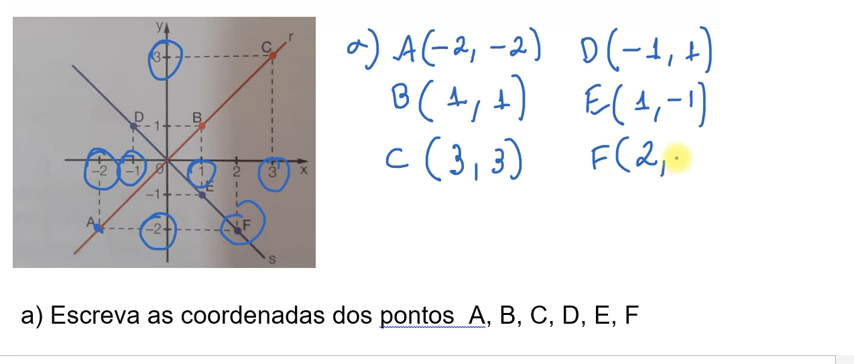 y
3
C
r
D
B
1
-2
-1
0
1
2
3
x
-1
E
A
-2
F
s
a) A(-2, -2)
B(1, 1)
C (3, 3)
D(-1, 1)
E(1, -1)
F(2,
a) Escreva as coordenadas dos pontos A, B, C, D, E, F